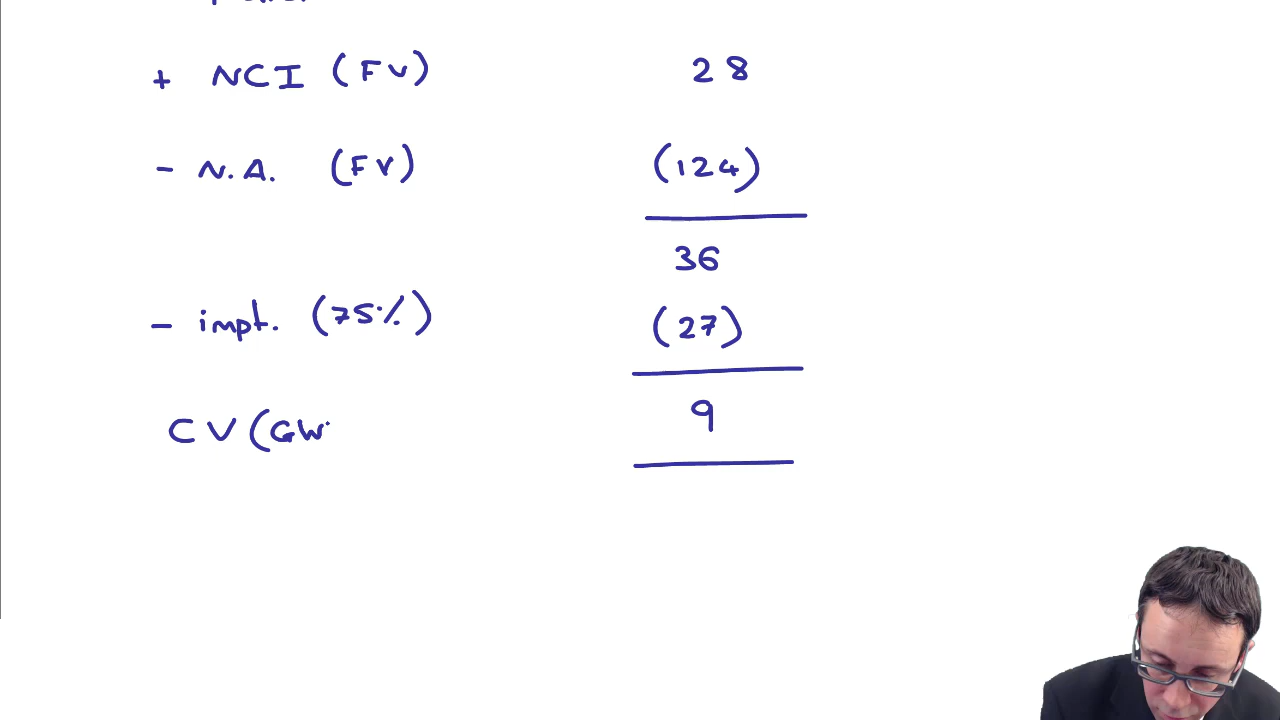 + NCI (FV) 28
- N.A. (FV) (124)
36
- impt. (75%) (27)
CV (GW 9